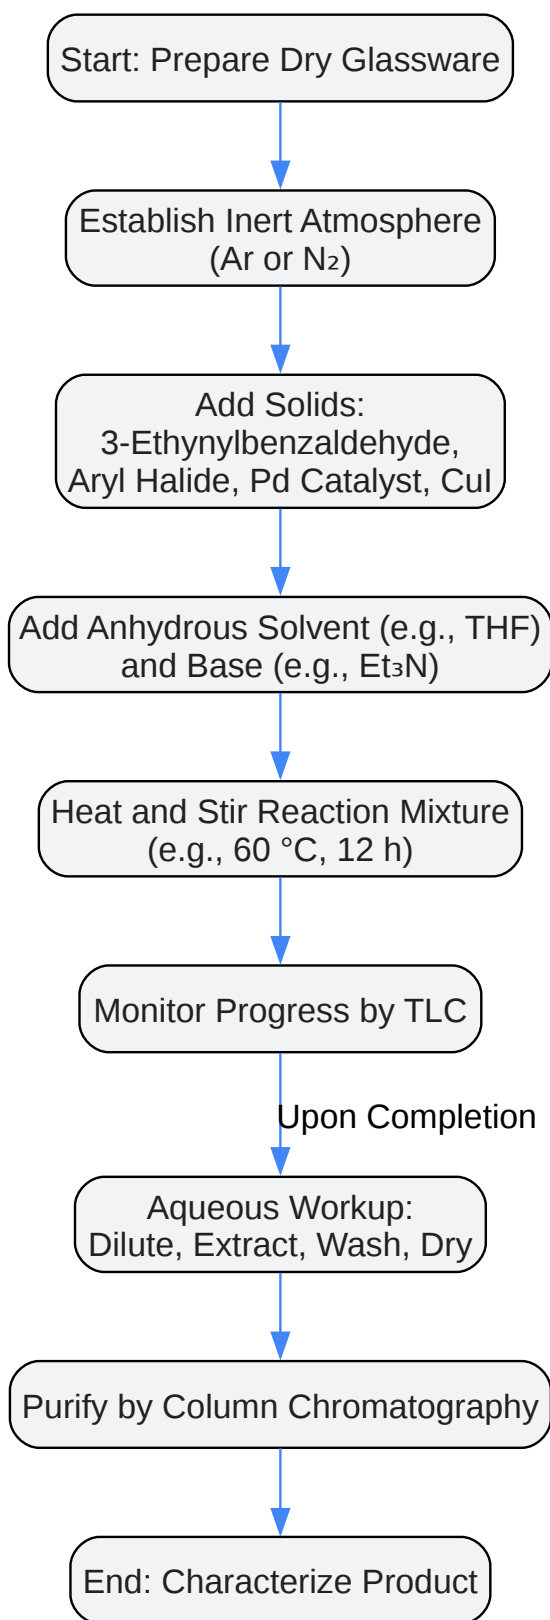 Start: Prepare Dry Glassware
Establish Inert Atmosphere
(Ar or N₂)
Add Solids:
3-Ethynylbenzaldehyde,
Aryl Halide, Pd Catalyst, CuI
Add Anhydrous Solvent (e.g., THF)
and Base (e.g., Et₃N)
Heat and Stir Reaction Mixture
(e.g., 60 °C, 12 h)
Monitor Progress by TLC
Upon Completion
Aqueous Workup:
Dilute, Extract, Wash, Dry
Purify by Column Chromatography
End: Characterize Product